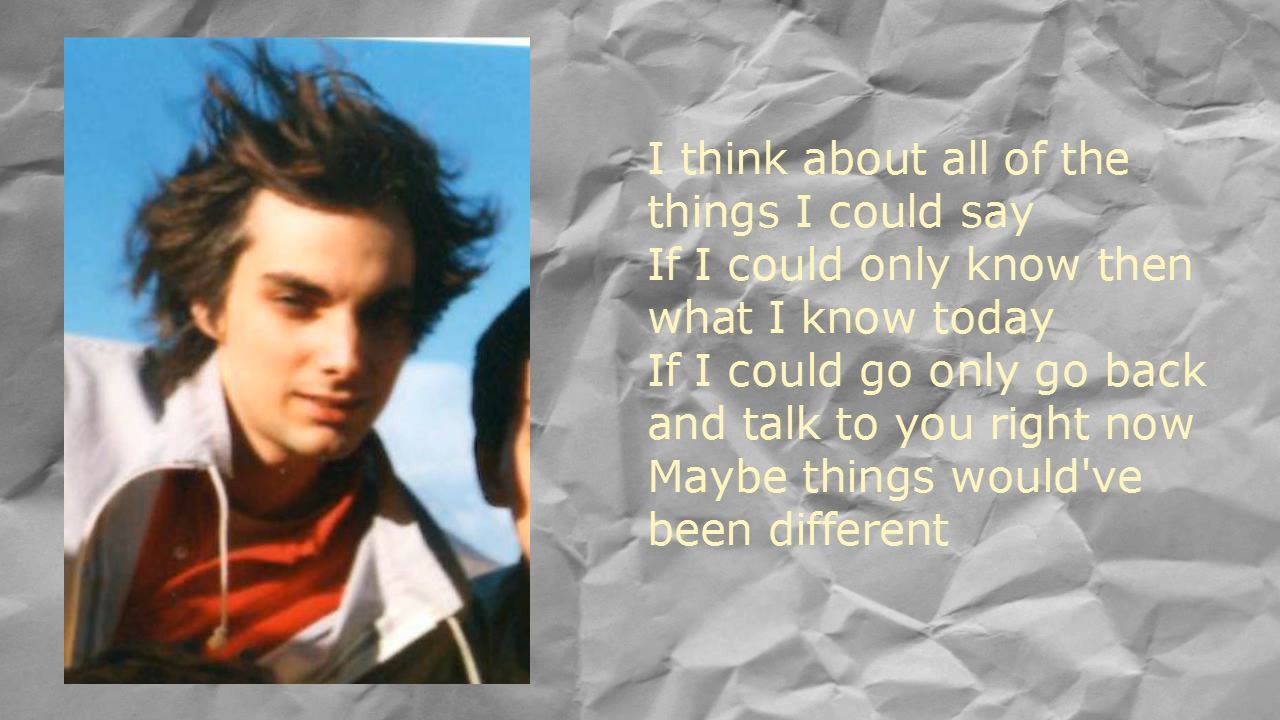 I think about all of the
things I could say
If I could only know then
what I know today
If I could go only go back
and talk to you right now
Maybe things would've
been different